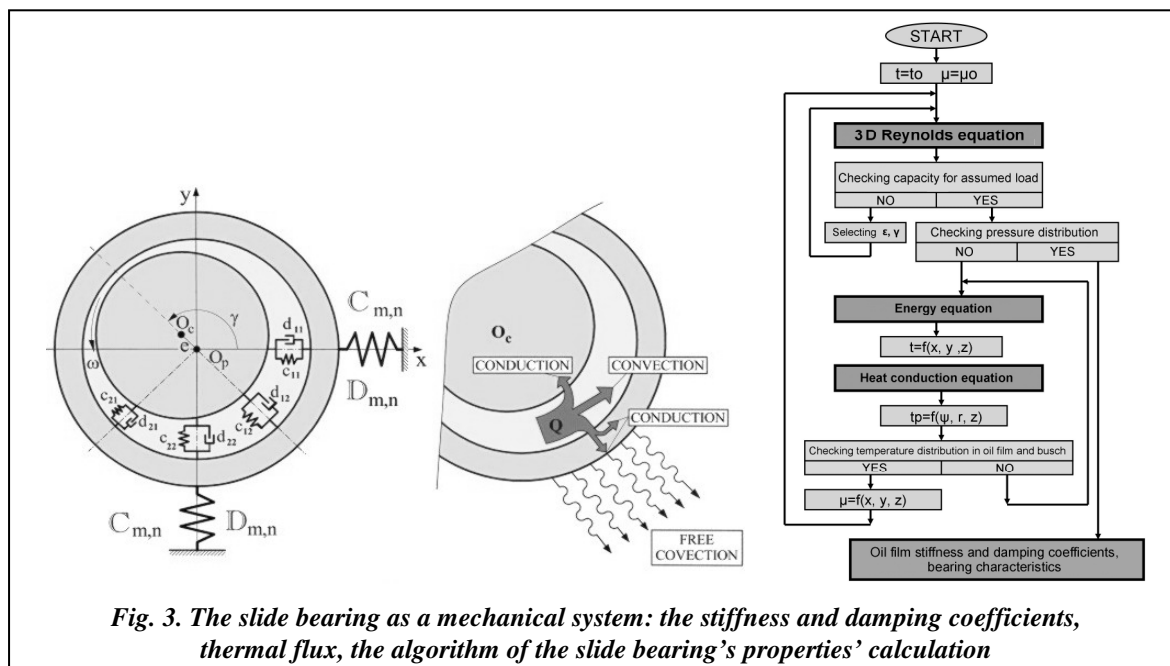 y
ℂm,n
Oc
γ
d11
e
Op
x
ω
c11
𝔻m,n
c21
d21
c22
d22
d12
c12
ℂm,n
𝔻m,n
Oc
CONDUCTION
CONVECTION
CONDUCTION
Q
FREE
COVECTION
START
t=to μ=μo
3D Reynolds equation
Checking capacity for assumed load
NO YES
Selecting ε, γ
Checking pressure distribution
NO YES
Energy equation
t=f(x, y ,z)
Heat conduction equation
tp=f(ψ, r, z)
Checking temperature distribution in oil film and busch
YES NO
μ=f(x, y, z)
Oil film stiffness and damping coefficients,
bearing characteristics
Fig. 3. The slide bearing as a mechanical system: the stiffness and damping coefficients,
thermal flux, the algorithm of the slide bearing's properties' calculation